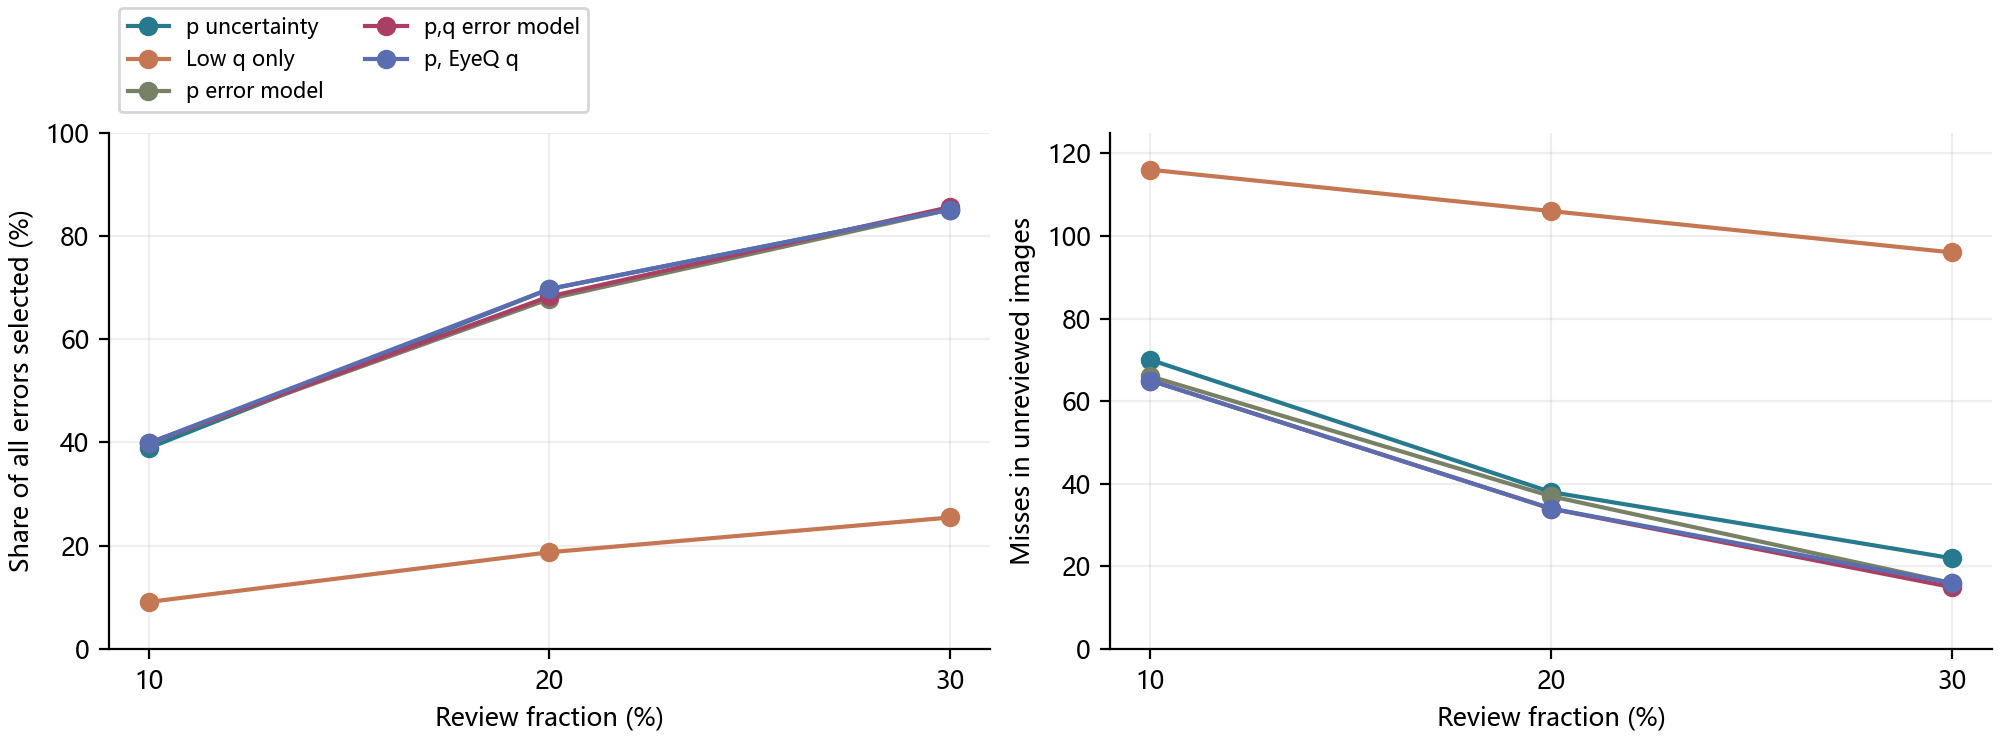 p uncertainty
Low q only
p error model
p,q error model
p, EyeQ q
Share of all errors selected (%)
100
80
60
40
20
0
10 20 30
Review fraction (%)
Misses in unreviewed images
120
100
80
60
40
20
0
10 20 30
Review fraction (%)